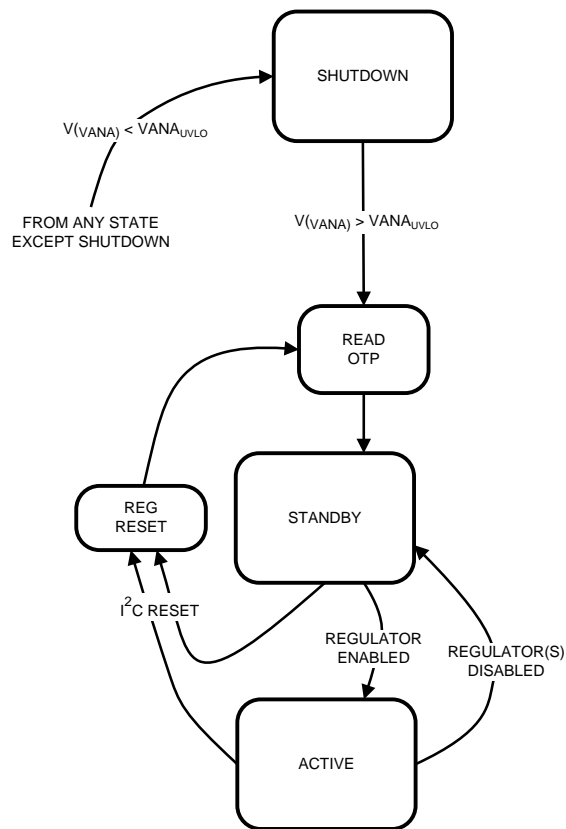 SHUTDOWN
V(VANA) < VANAUVLO
FROM ANY STATE
EXCEPT SHUTDOWN
V(VANA) > VANAUVLO
READ
OTP
REG
RESET
STANDBY
I²C RESET
REGULATOR
ENABLED
REGULATOR(S)
DISABLED
ACTIVE